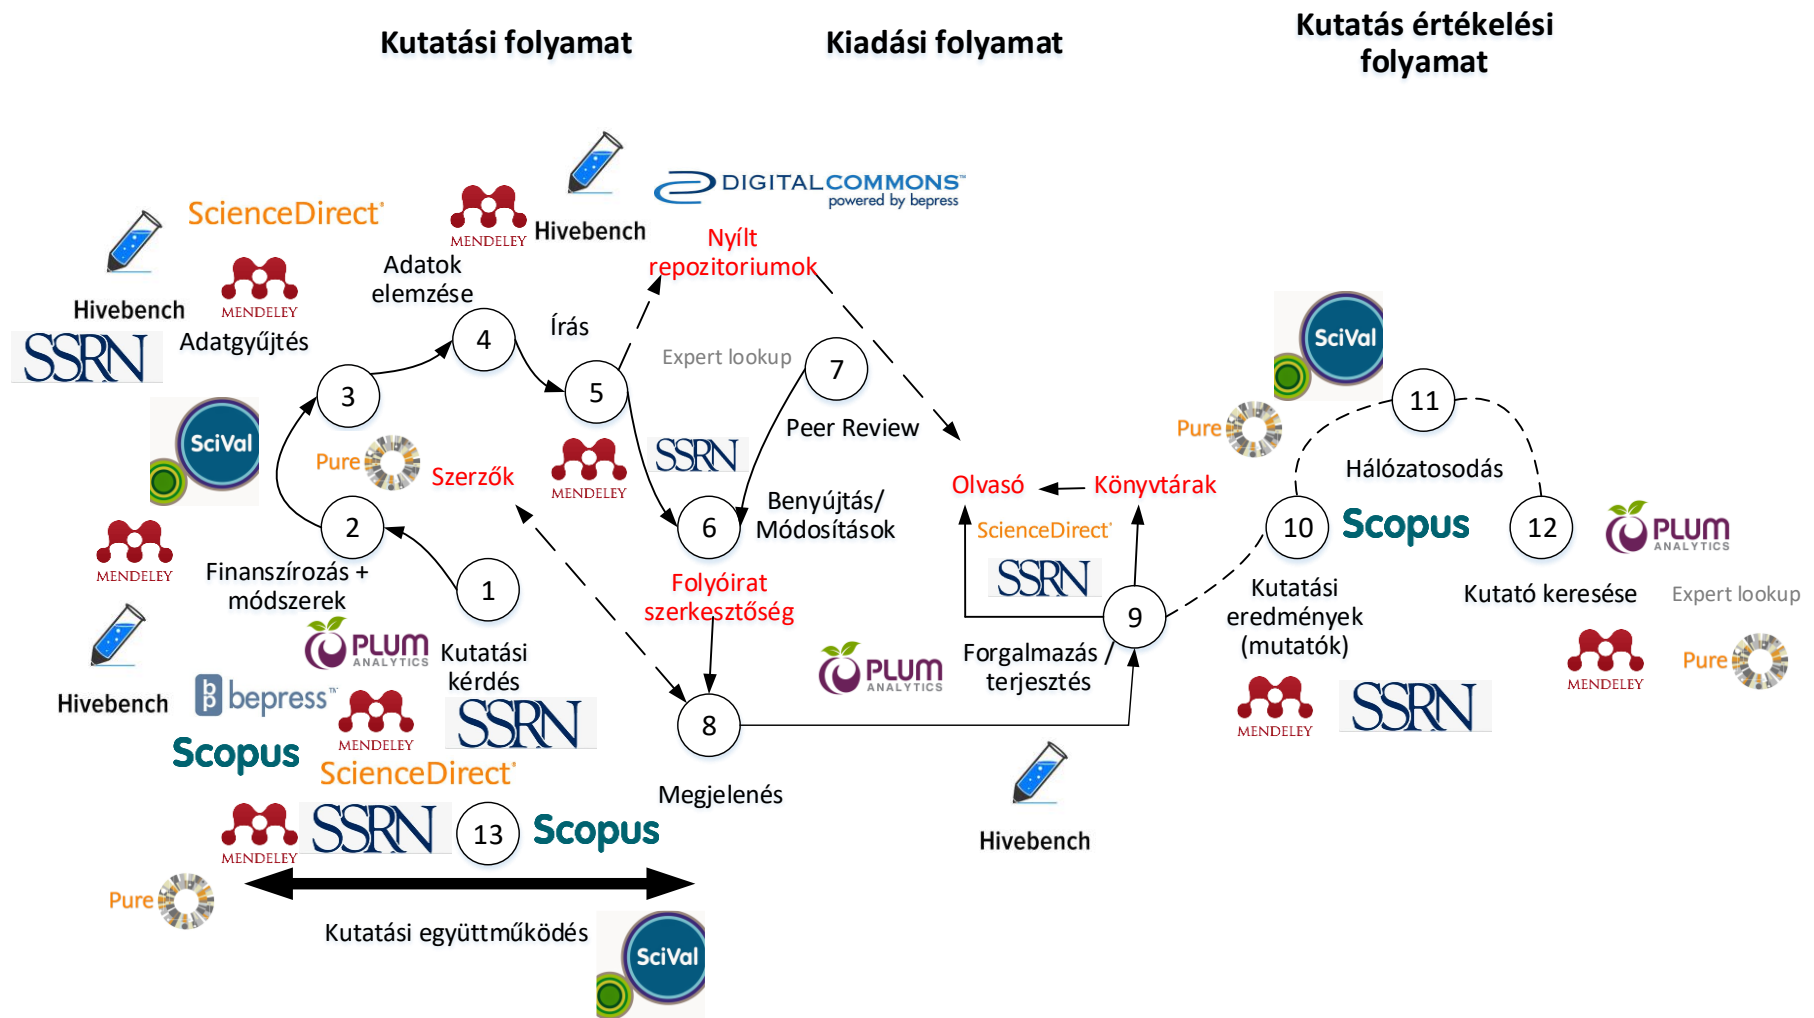 Kutatási folyamat
Kiadási folyamat
Kutatás értékelési
folyamat
DIGITALCOMMONS™
powered by bepress
ScienceDirect®
MENDELEY
Hivebench
Nyílt
repozitoriumok
Adatok
elemzése
Hivebench
MENDELEY
SSRN
Adatgyűjtés
4
Írás
Expert lookup
7
SciVal
3
5
11
SciVal
Pure
Peer Review
Pure
Szerzők
SSRN
MENDELEY
Hálózatosodás
Olvasó
Könyvtárak
Benyújtás/
Módosítások
2
6
ScienceDirect®
10
Scopus
12
PLUM
ANALYTICS
MENDELEY
Finanszírozás +
módszerek
1
Folyóirat
szerkesztőség
SSRN
9
Kutatási
eredmények
(mutatók)
Kutató keresése
Expert lookup
PLUM
ANALYTICS
Kutatási
kérdés
PLUM
ANALYTICS
Forgalmazás
terjesztés
MENDELEY
Pure
Hivebench
bp bepress™
MENDELEY
SSRN
8
MENDELEY
SSRN
Scopus
ScienceDirect®
Megjelenés
MENDELEY
SSRN
13
Scopus
Hivebench
Pure
Kutatási együttműködés
SciVal